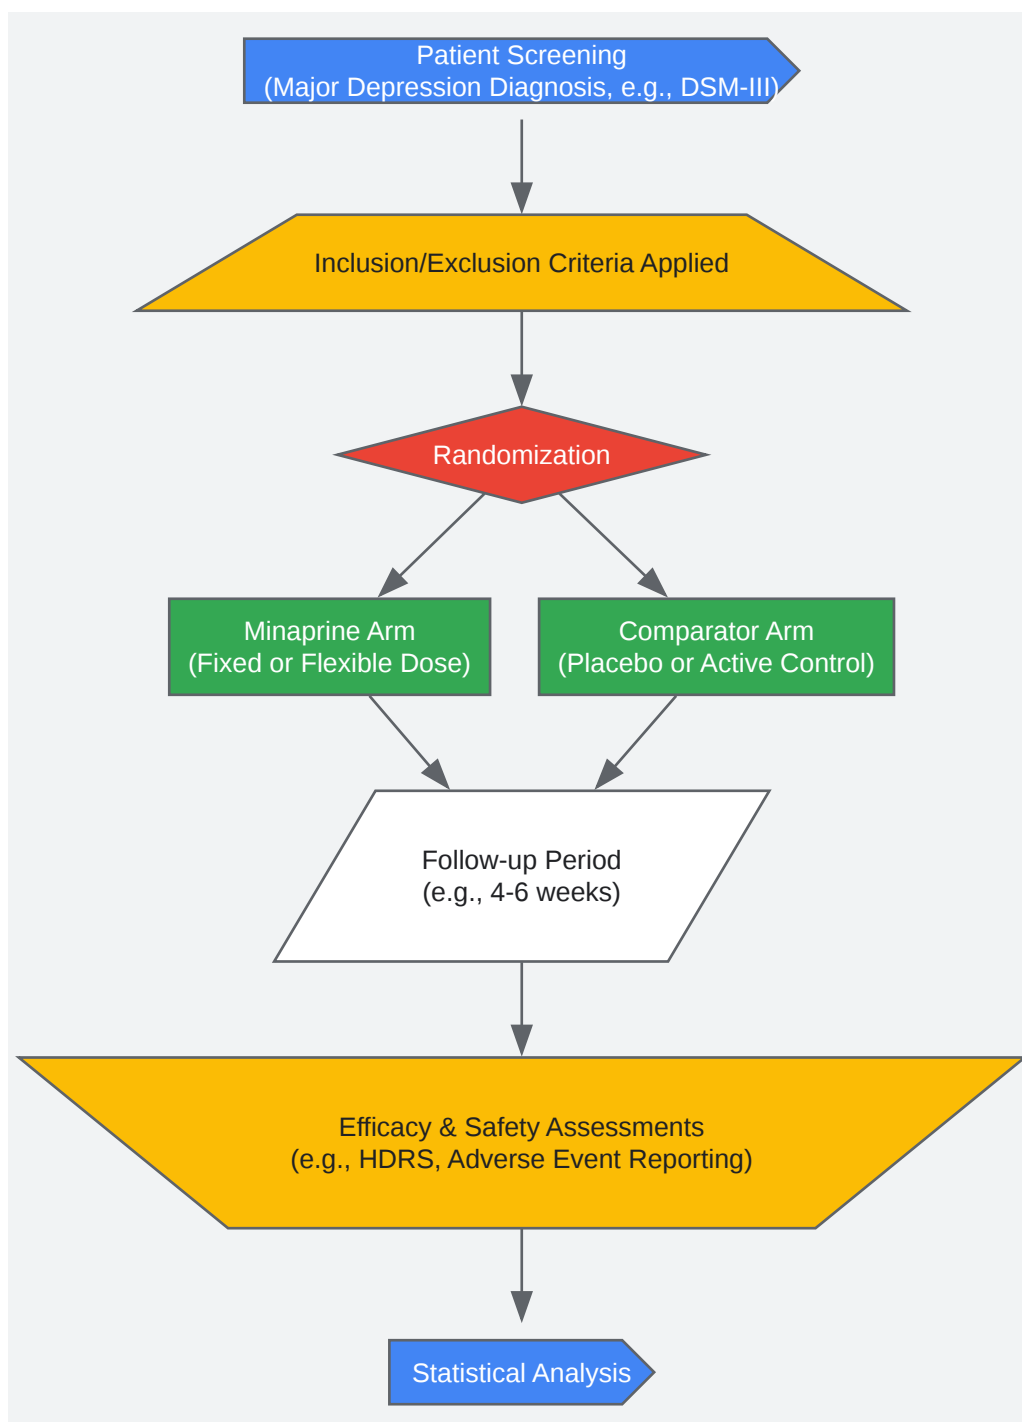 Patient Screening
(Major Depression Diagnosis, e.g., DSM-III)
Inclusion/Exclusion Criteria Applied
Randomization
Minaprine Arm
(Fixed or Flexible Dose)
Comparator Arm
(Placebo or Active Control)
Follow-up Period
(e.g., 4-6 weeks)
Efficacy & Safety Assessments
(e.g., HDRS, Adverse Event Reporting)
Statistical Analysis